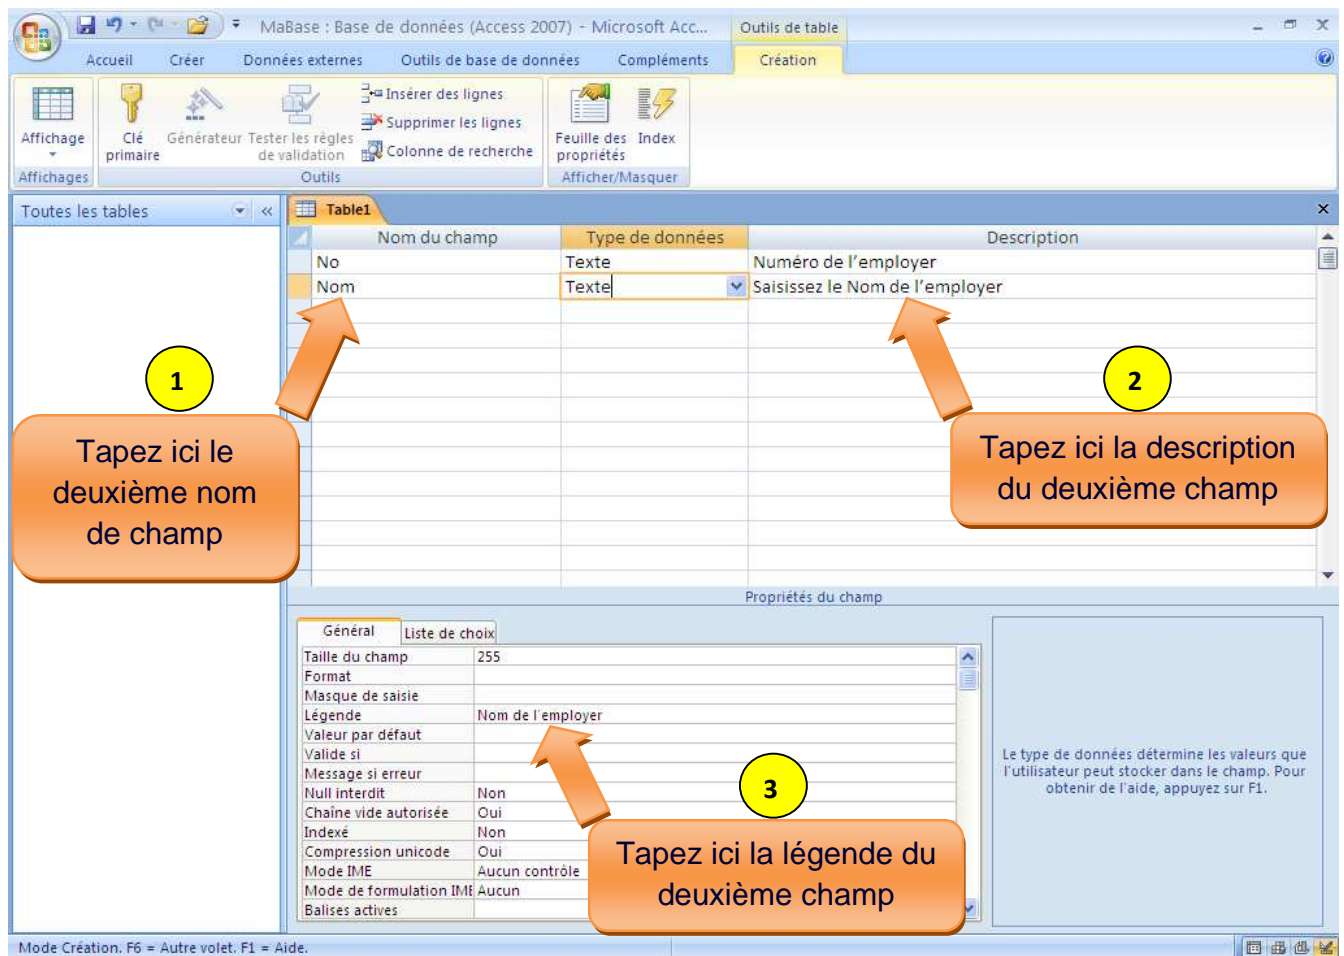 MaBase : Base de données (Access 2007) - Microsoft Acc...
Outils de table
Accueil
Créer
Données externes
Outils de base de données
Compléments
Création
Affichage
Clé primaire
Générateur
Tester les règles de validation
Insérer des lignes
Supprimer les lignes
Colonne de recherche
Feuille des propriétés
Index
Affichages
Outils
Afficher/Masquer
Toutes les tables
«
Table1
Nom du champ
Type de données
Description
No
Texte
Numéro de l'employer
Nom
Texte
Saisissez le Nom de l'employer
1
Tapez ici le
deuxième nom
de champ
2
Tapez ici la description
du deuxième champ
Propriétés du champ
Général
Liste de choix
Taille du champ 255
Format
Masque de saisie
Légende Nom de l'employer
Valeur par défaut
Valide si
Message si erreur
Null interdit Non
Chaîne vide autorisée Oui
Indexé Non
Compression unicode Oui
Mode IME Aucun contrôle
Mode de formulation IME Aucun
Balises actives
3
Tapez ici la légende du
deuxième champ
Le type de données détermine les valeurs que
l'utilisateur peut stocker dans le champ. Pour
obtenir de l'aide, appuyez sur F1.
Mode Création. F6 = Autre volet. F1 = Aide.